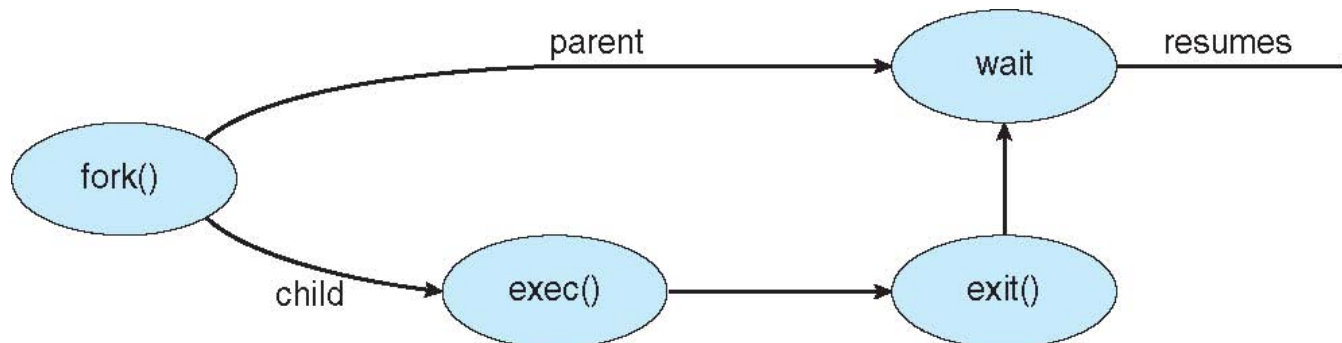 parent
wait
resumes
fork()
child
exec()
exit()